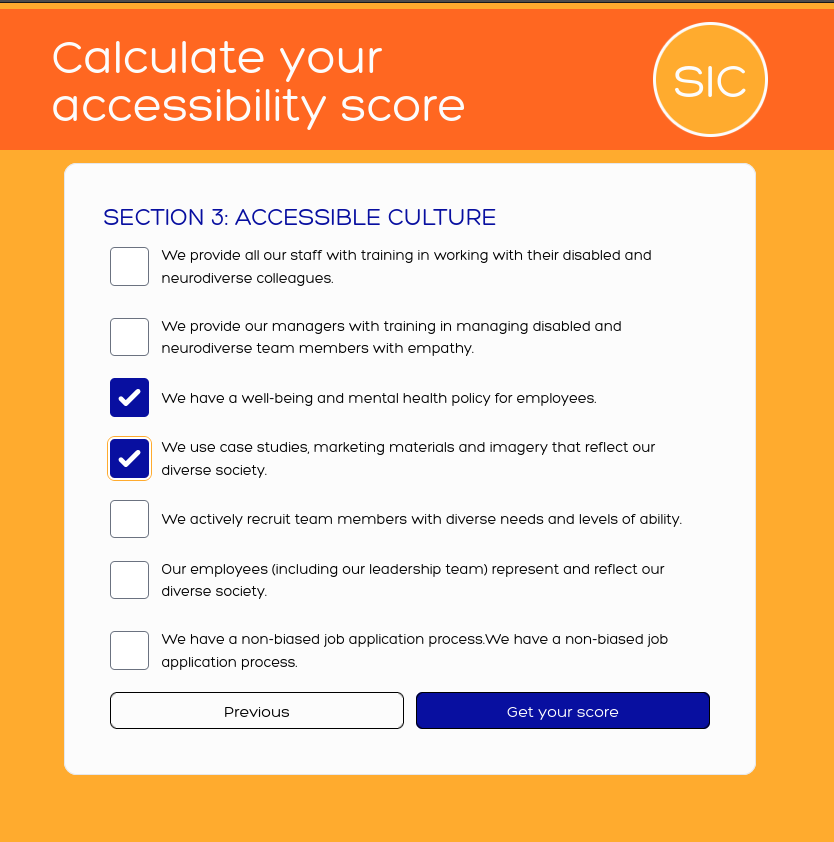 Calculate your
accessibility score
SIC
SECTION 3: ACCESSIBLE CULTURE
We provide all our staff with training in working with their disabled and
neurodiverse colleagues.
We provide our managers with training in managing disabled and
neurodiverse team members with empathy.
We have a well-being and mental health policy for employees.
We use case studies, marketing materials and imagery that reflect our
diverse society.
We actively recruit team members with diverse needs and levels of ability.
Our employees (including our leadership team) represent and reflect our
diverse society.
We have a non-biased job application process.We have a non-biased job
application process.
Previous
Get your score